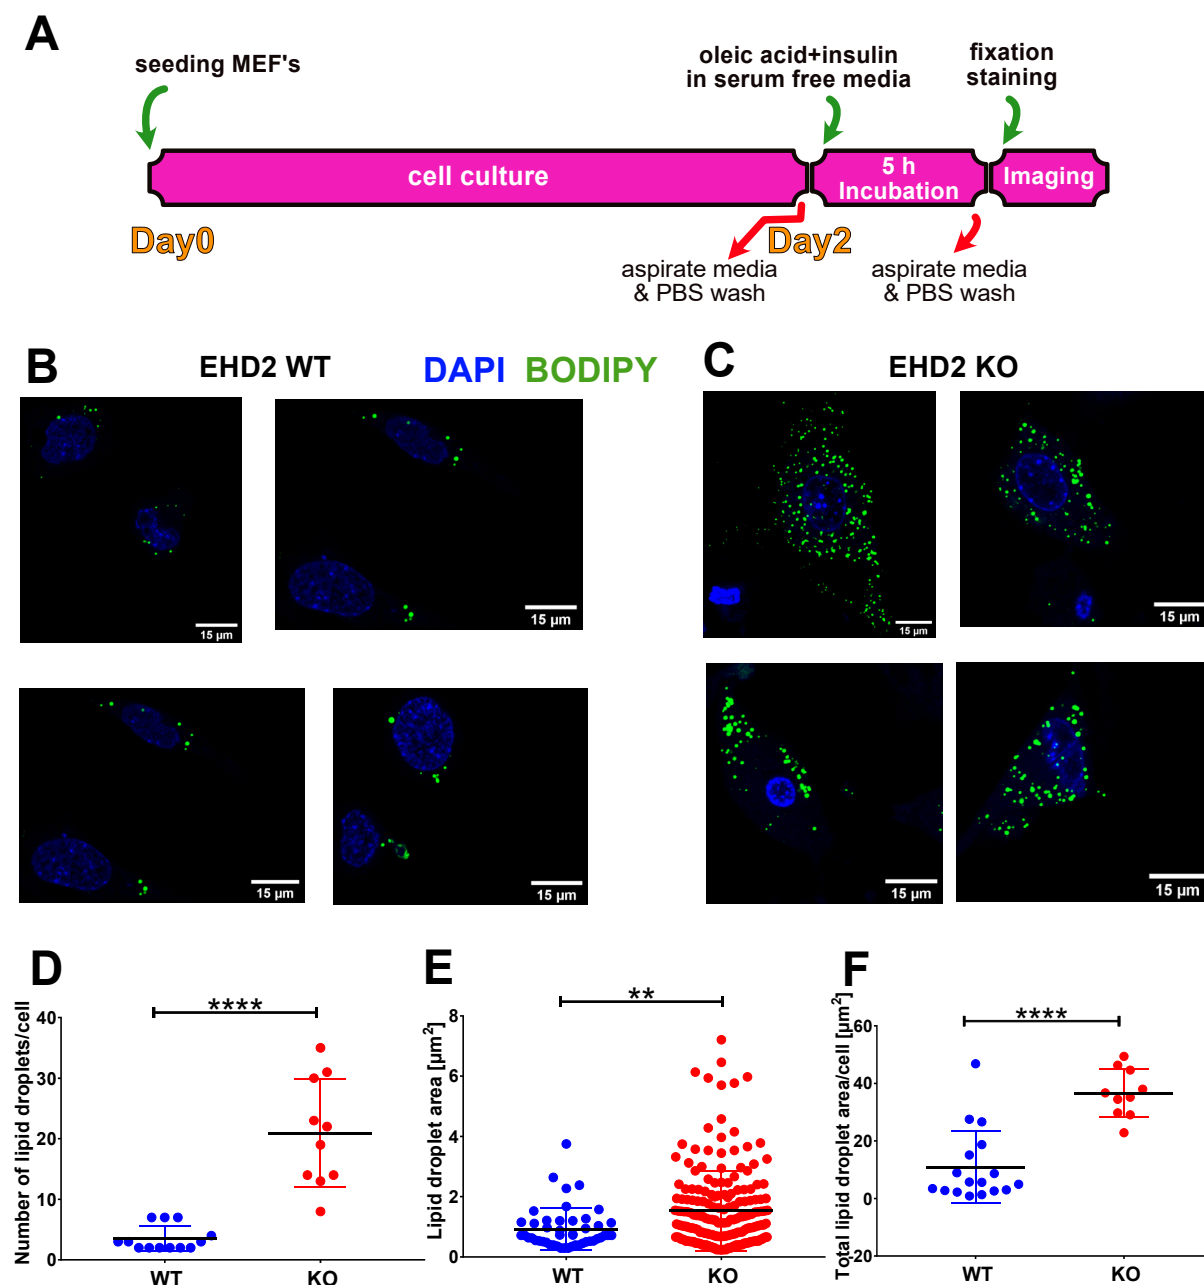 A
seeding MEF's
oleic acid+insulin
in serum free media
fixation
staining
cell culture
5 h
Incubation
Imaging
Day0
Day2
aspirate media
& PBS wash
aspirate media
& PBS wash
B
EHD2 WT
DAPI BODIPY
C
EHD2 KO
15 µm
15 µm
15 µm
15 µm
15 µm
15 µm
15 µm
15 µm
D
Number of lipid droplets/cell
****
40
30
20
10
0
WT
KO
E
Lipid droplet area [µm²]
**
8
6
4
2
0
WT
KO
F
Total lipid droplet area/cell [µm²]
****
60
40
20
0
-20
WT
KO